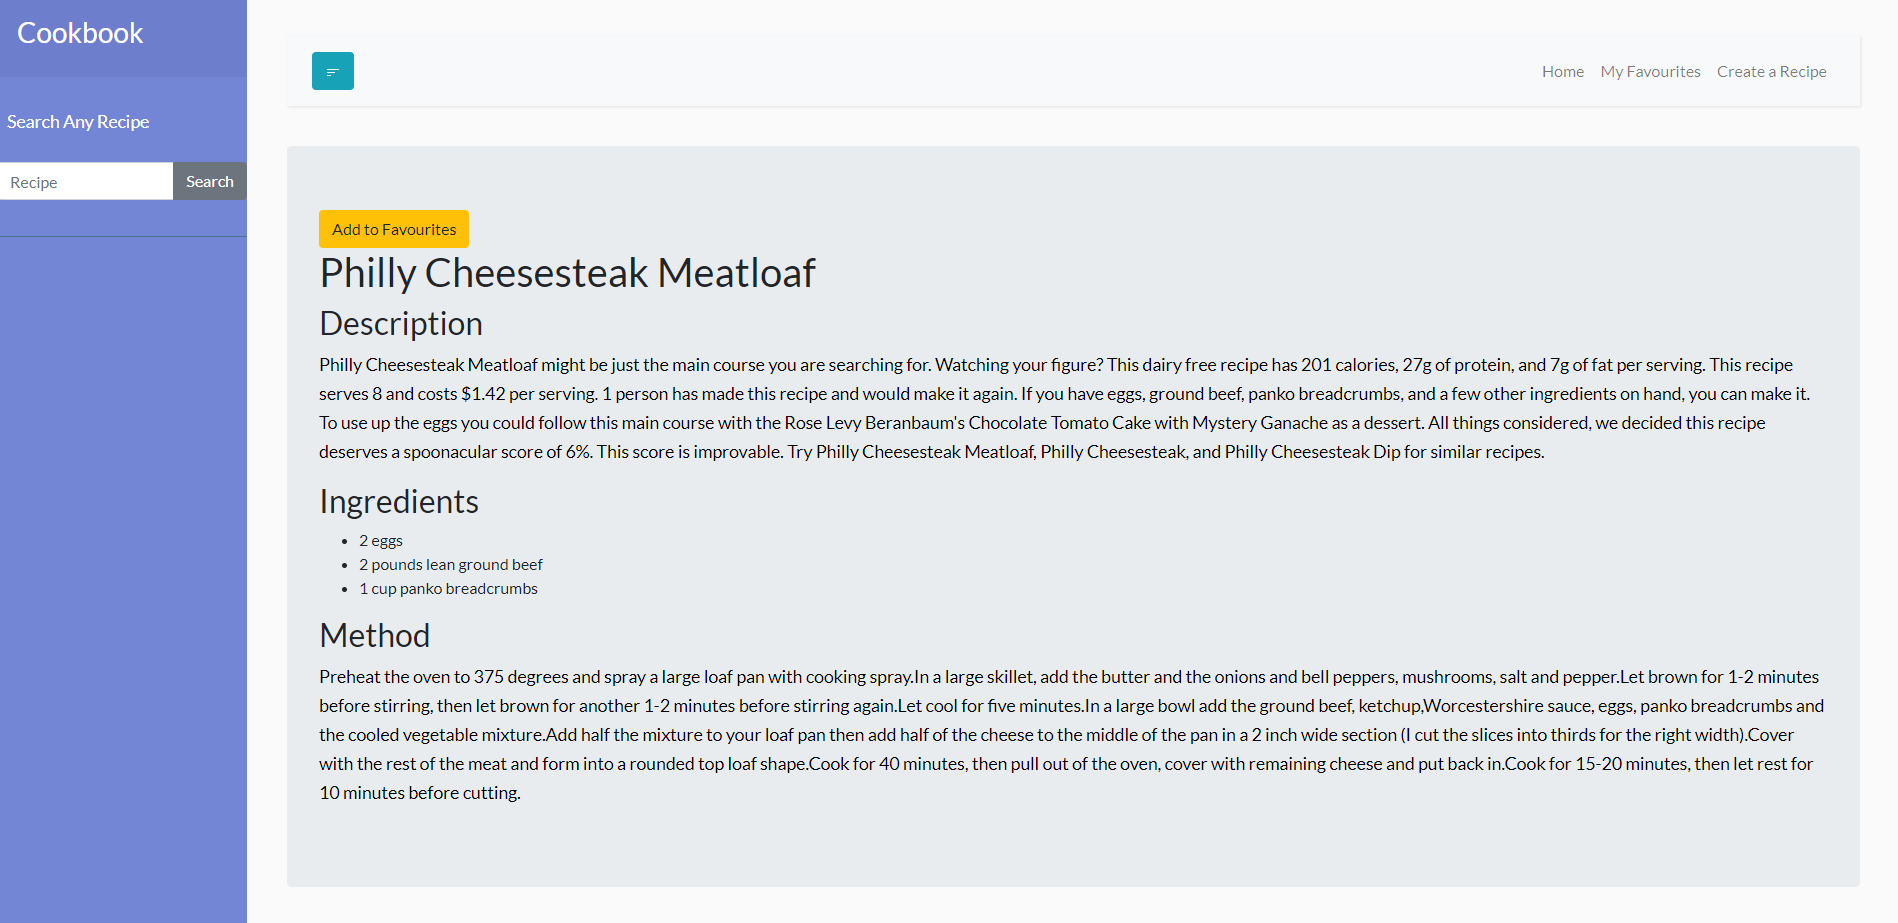 Cookbook
Search Any Recipe
Recipe
Search
Home
My Favourites
Create a Recipe
Add to Favourites
Philly Cheesesteak Meatloaf
Description
Philly Cheesesteak Meatloaf might be just the main course you are searching for. Watching your figure? This dairy free recipe has 201 calories, 27g of protein, and 7g of fat per serving. This recipe
serves 8 and costs $1.42 per serving. 1 person has made this recipe and would make it again. If you have eggs, ground beef, panko breadcrumbs, and a few other ingredients on hand, you can make it.
To use up the eggs you could follow this main course with the Rose Levy Beranbaum's Chocolate Tomato Cake with Mystery Ganache as a dessert. All things considered, we decided this recipe
deserves a spoonacular score of 6%. This score is improvable. Try Philly Cheesesteak Meatloaf, Philly Cheesesteak, and Philly Cheesesteak Dip for similar recipes.
Ingredients
• 2 eggs
• 2 pounds lean ground beef
• 1 cup panko breadcrumbs
Method
Preheat the oven to 375 degrees and spray a large loaf pan with cooking spray.In a large skillet, add the butter and the onions and bell peppers, mushrooms, salt and pepper.Let brown for 1-2 minutes
before stirring, then let brown for another 1-2 minutes before stirring again.Let cool for five minutes.In a large bowl add the ground beef, ketchup,Worcestershire sauce, eggs, panko breadcrumbs and
the cooled vegetable mixture.Add half the mixture to your loaf pan then add half of the cheese to the middle of the pan in a 2 inch wide section (I cut the slices into thirds for the right width).Cover
with the rest of the meat and form into a rounded top loaf shape.Cook for 40 minutes, then pull out of the oven, cover with remaining cheese and put back in.Cook for 15-20 minutes, then let rest for
10 minutes before cutting.